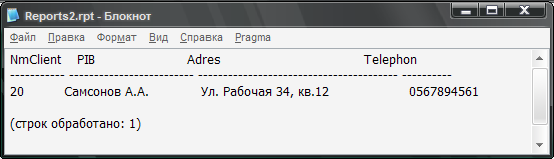 Reports2.rpt - Блокнот
Файл Правка Формат Вид Справка Pragma
NmClient PIB Adres Telephon
----------- ------------------------- ---------------------------------------- ----------
20 Самсонов А.А. Ул. Рабочая 34, кв.12 0567894561
(строк обработано: 1)